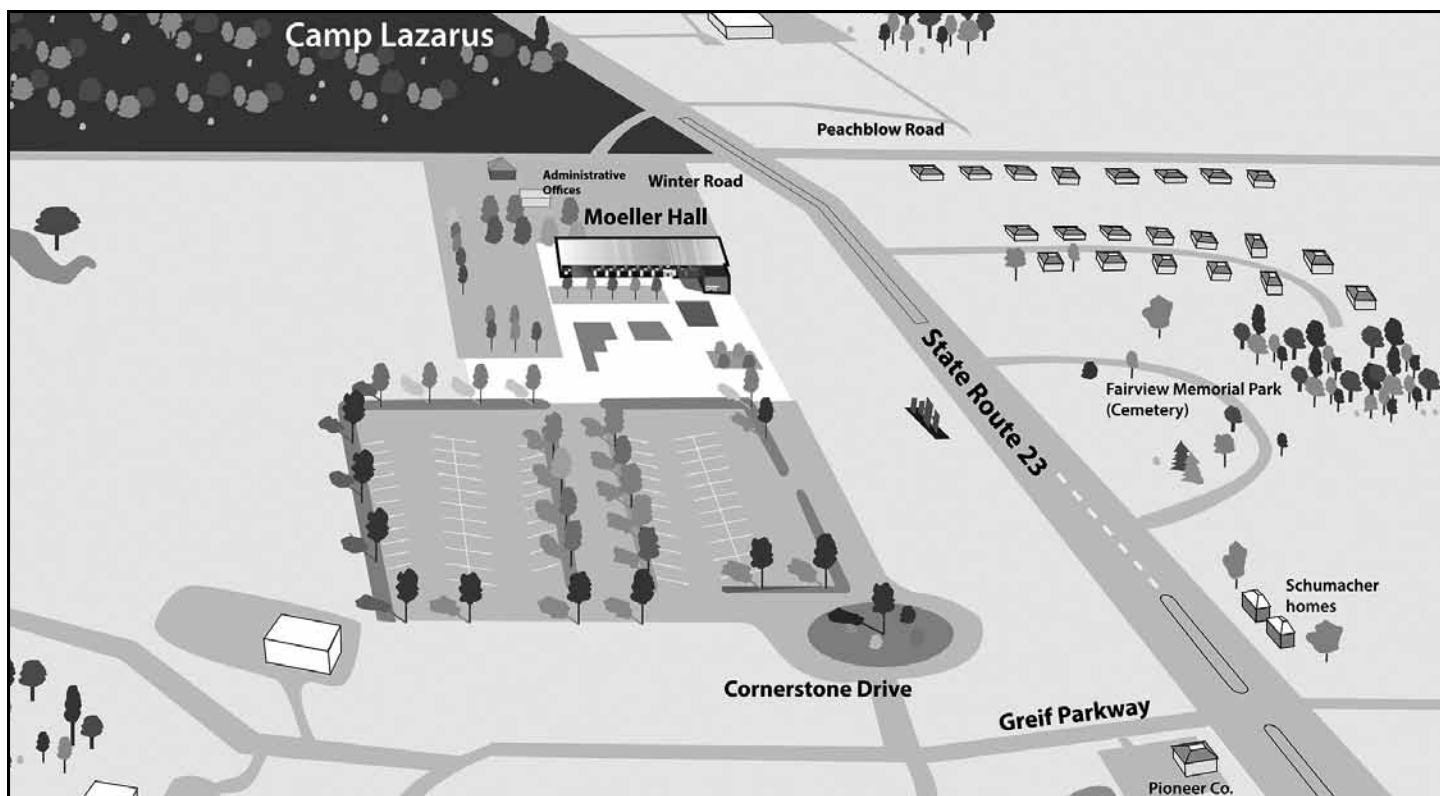 Camp Lazarus
Peachblow Road
Administrative
Offices
Winter Road
Moeller Hall
State Route 23
Fairview Memorial Park
(Cemetery)
Schumacher
homes
Cornerstone Drive
Greif Parkway
Pioneer Co.